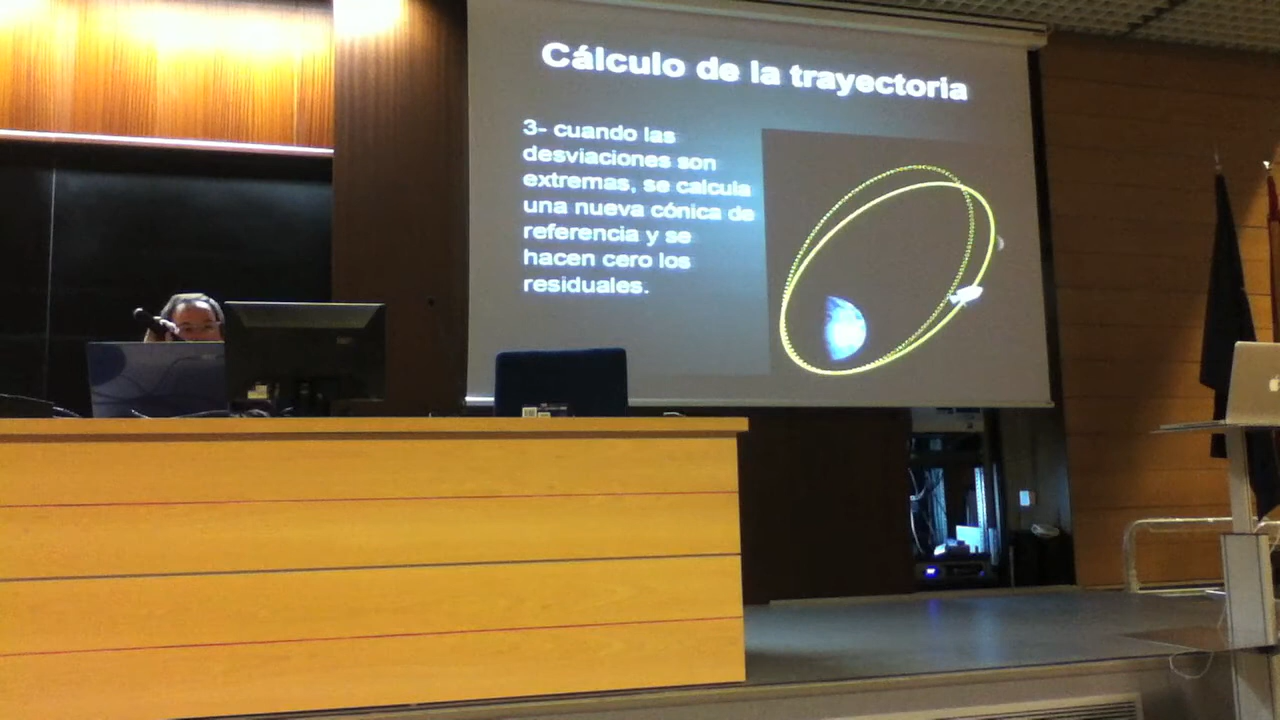 Cálculo de la trayectoria
3- cuando las
desviaciones son
extremas, se calcula
una nueva cónica de
referencia y se
hacen cero los
residuales.